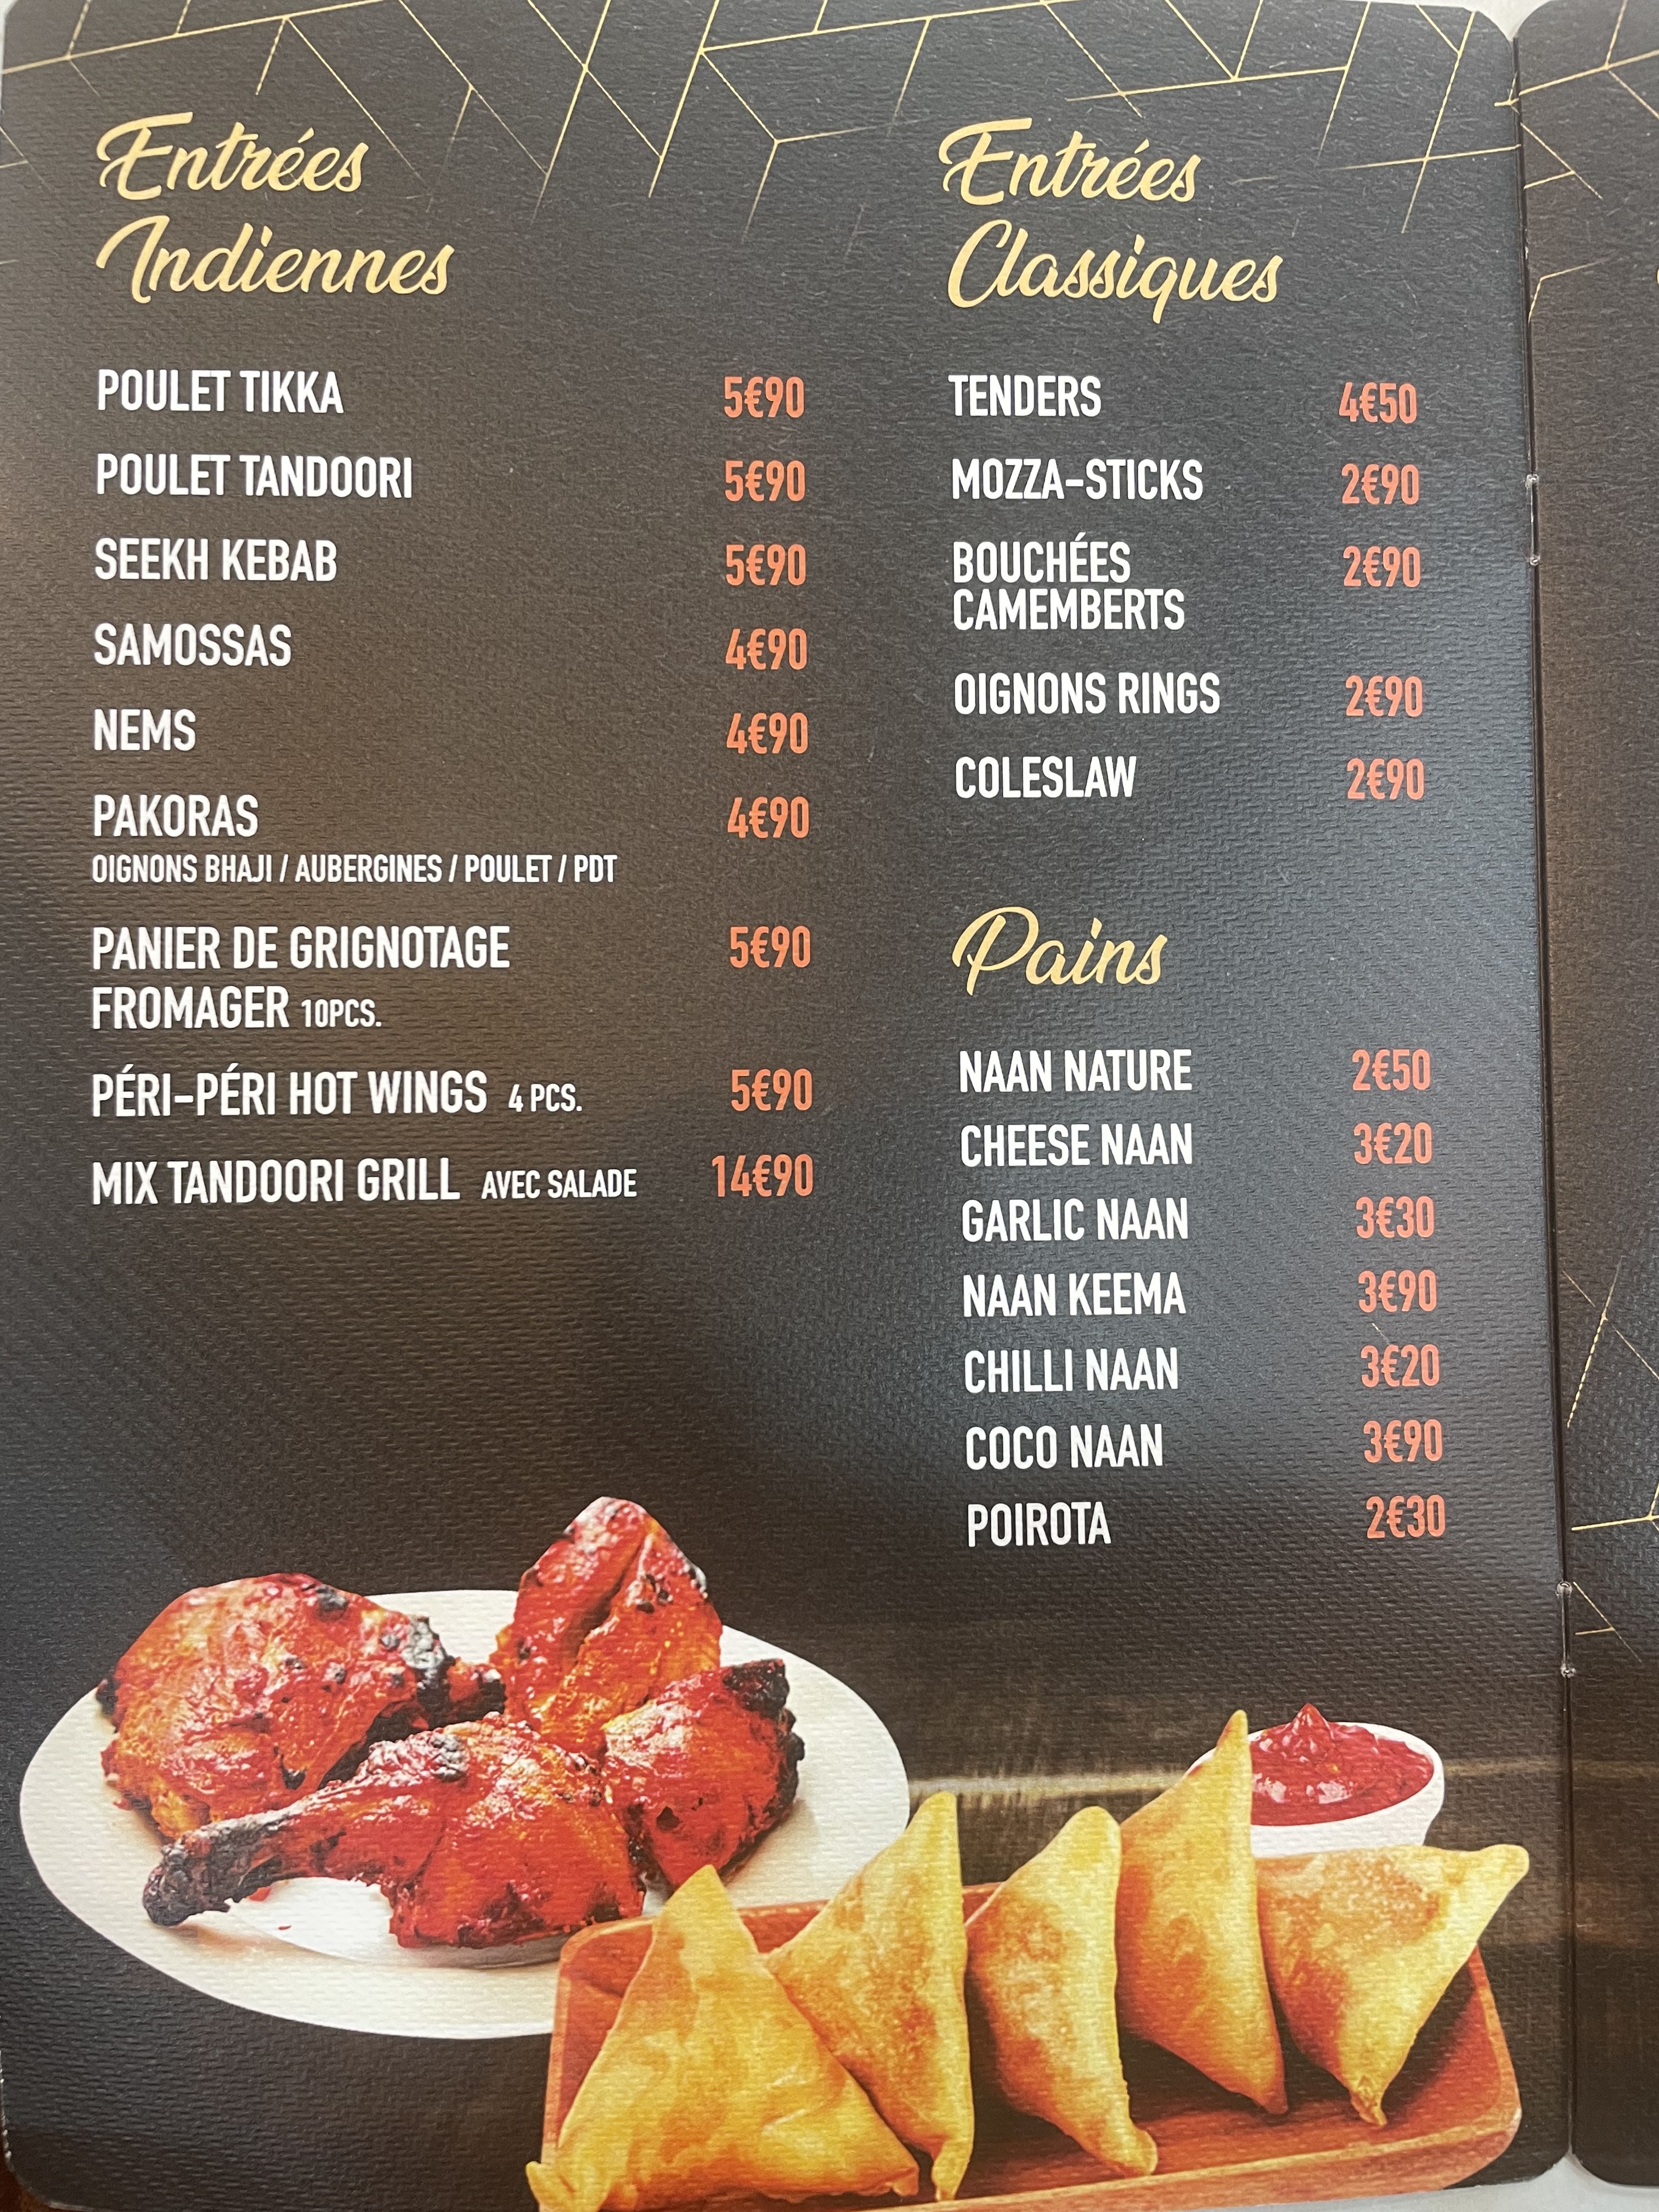 Entrées
Indiennes
POULET TIKKA 5€90
POULET TANDOORI 5€90
SEEKH KEBAB 5€90
SAMOSSAS 4€90
NEMS 4€90
PAKORAS 4€90
OIGNONS BHAJI / AUBERGINES / POULET / PDT
PANIER DE GRIGNOTAGE 5€90
FROMAGER 10PCS.
PÉRI-PÉRI HOT WINGS 4 PCS. 5€90
MIX TANDOORI GRILL AVEC SALADE 14€90
Entrées
Classiques
TENDERS 4€50
MOZZA-STICKS 2€90
BOUCHÉES 2€90
CAMEMBERTS
OIGNONS RINGS 2€90
COLESLAW 2€90
Pains
NAAN NATURE 2€50
CHEESE NAAN 3€20
GARLIC NAAN 3€30
NAAN KEEMA 3€90
CHILLI NAAN 3€20
COCO NAAN 3€90
POIROTA 2€30